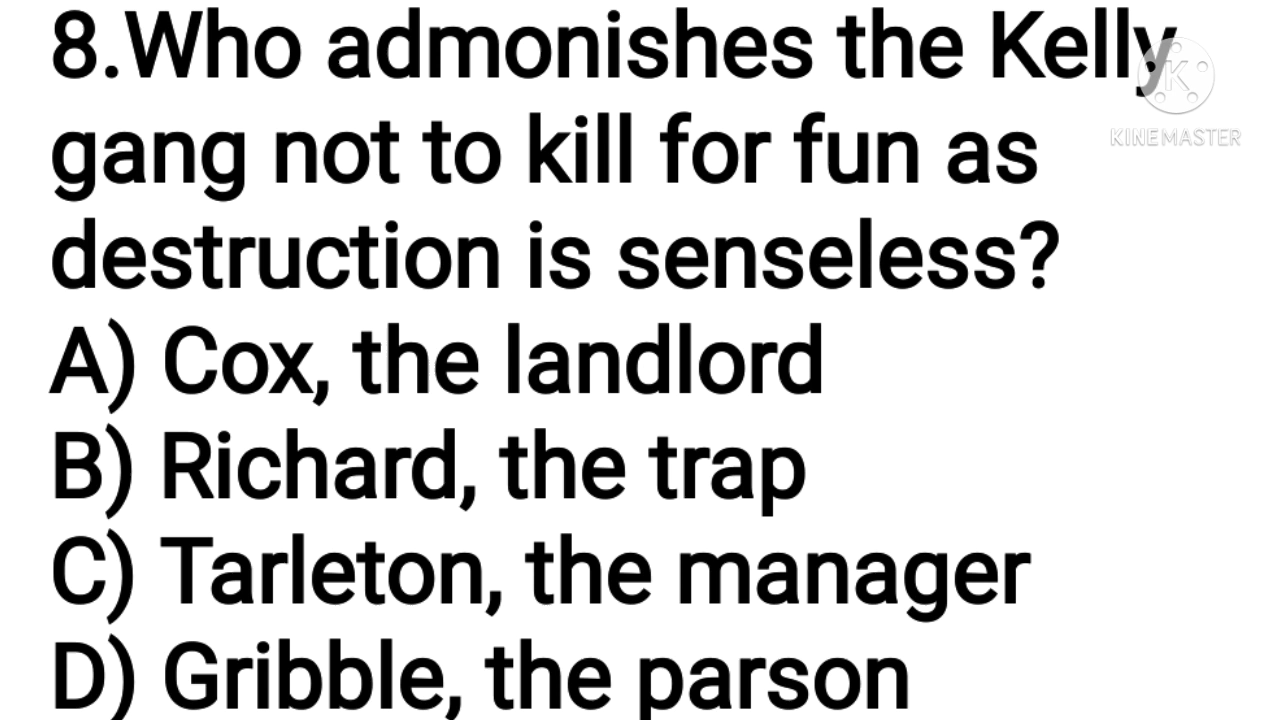 8.Who admonishes the Kelly
gang not to kill for fun as
destruction is senseless?
A) Cox, the landlord
B) Richard, the trap
C) Tarleton, the manager
D) Gribble, the parson
K
KINEMASTER